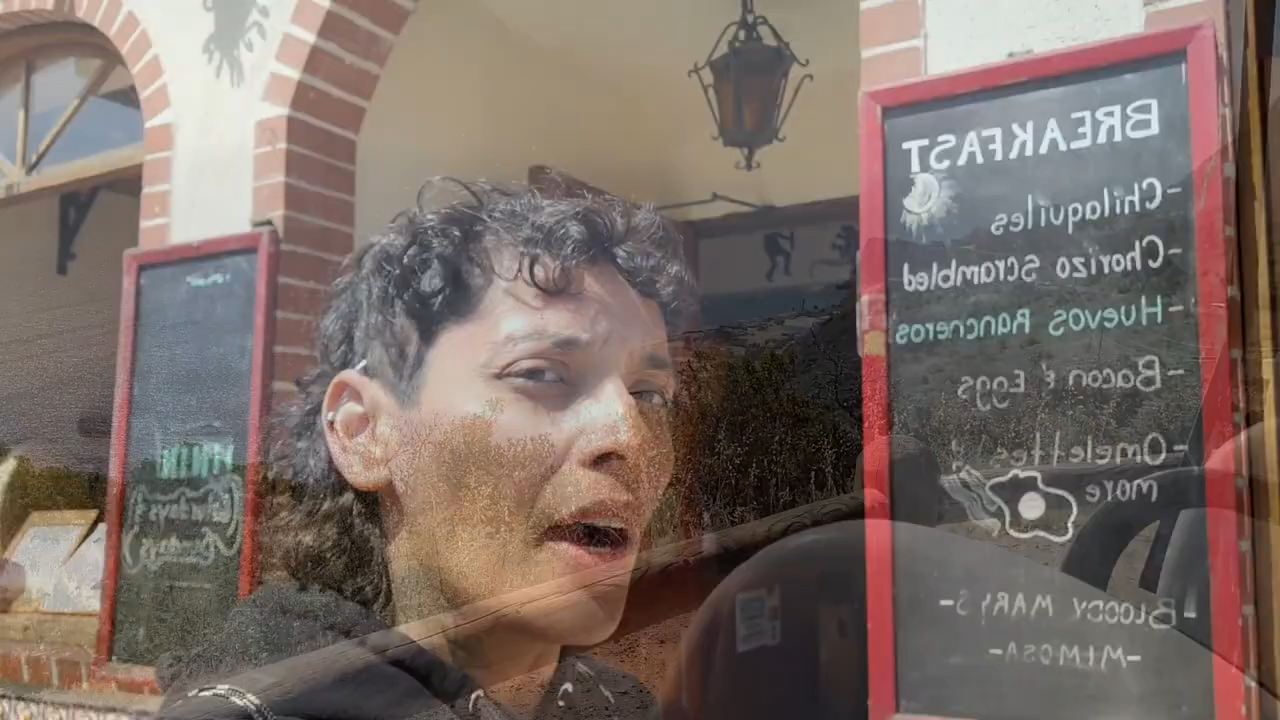 BREAKFAST
-Chilaquiles
-Chorizo Scrambled
-Huevos Rancheros
-Bacon & Eggs
-Omelettes &
more
-BLOODY MARYS-
-MIMOSA-